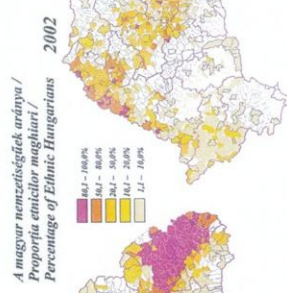 A magyar nemzetiségűek aránya /
Proporţia etnicilor maghiari /
Percentage of Ethnic Hungarians 2002
80,1 – 100,0%
50,1 – 80,0%
20,1 – 50,0%
10,1 – 20,0%
1,1 – 10,0%